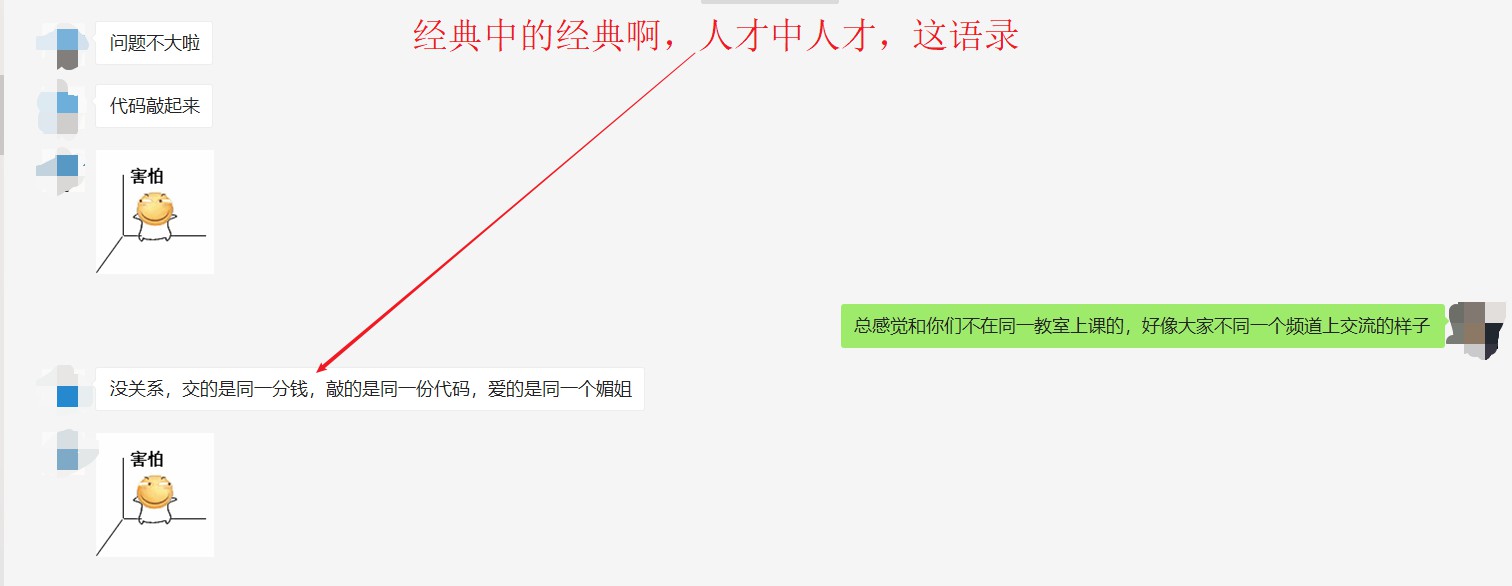 经典中的经典啊，人才中人才，这语录
问题不大啦
代码敲起来
害怕
总感觉和你们不在同一教室上课的，好像大家不同一个频道上交流的样子
没关系，交的是同一分钱，敲的是同一份代码，爱的是同一个媚姐
害怕